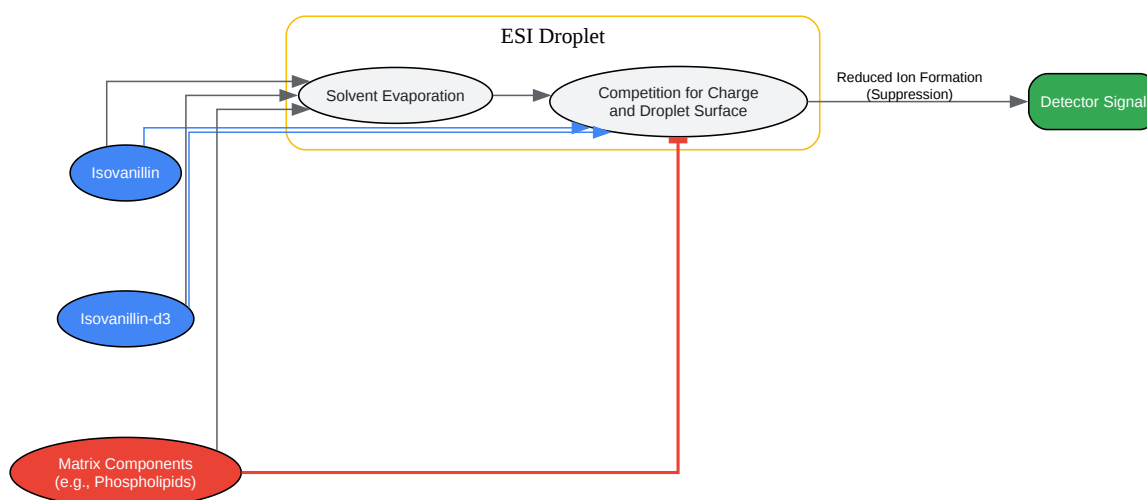 ESI Droplet
Solvent Evaporation
Competition for Charge
and Droplet Surface
Reduced Ion Formation
(Suppression)
Detector Signal
Isovanillin
Isovanillin-d3
Matrix Components
(e.g., Phospholipids)